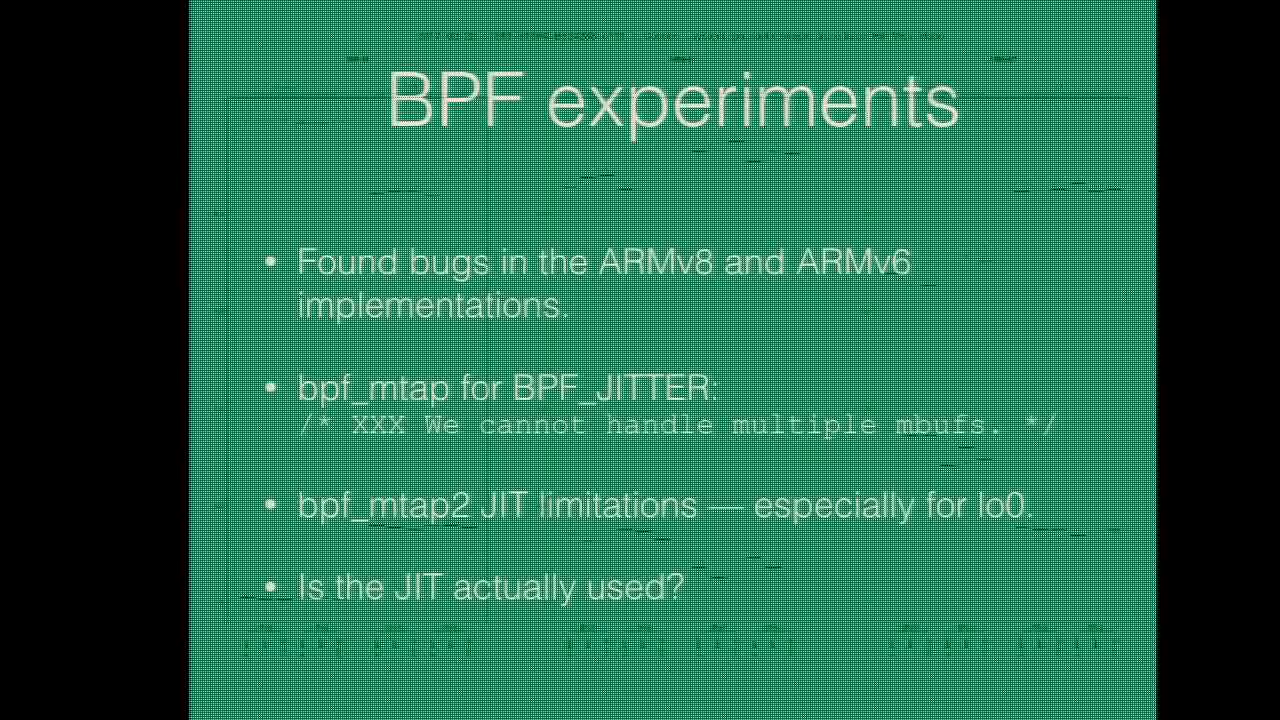 BPF experiments
• Found bugs in the ARMv8 and ARMv6
implementations.
• bpf_mtap for BPF_JITTER:
/* XXX We cannot handle multiple mbufs. */
• bpf_mtap2 JIT limitations — especially for lo0.
• Is the JIT actually used?